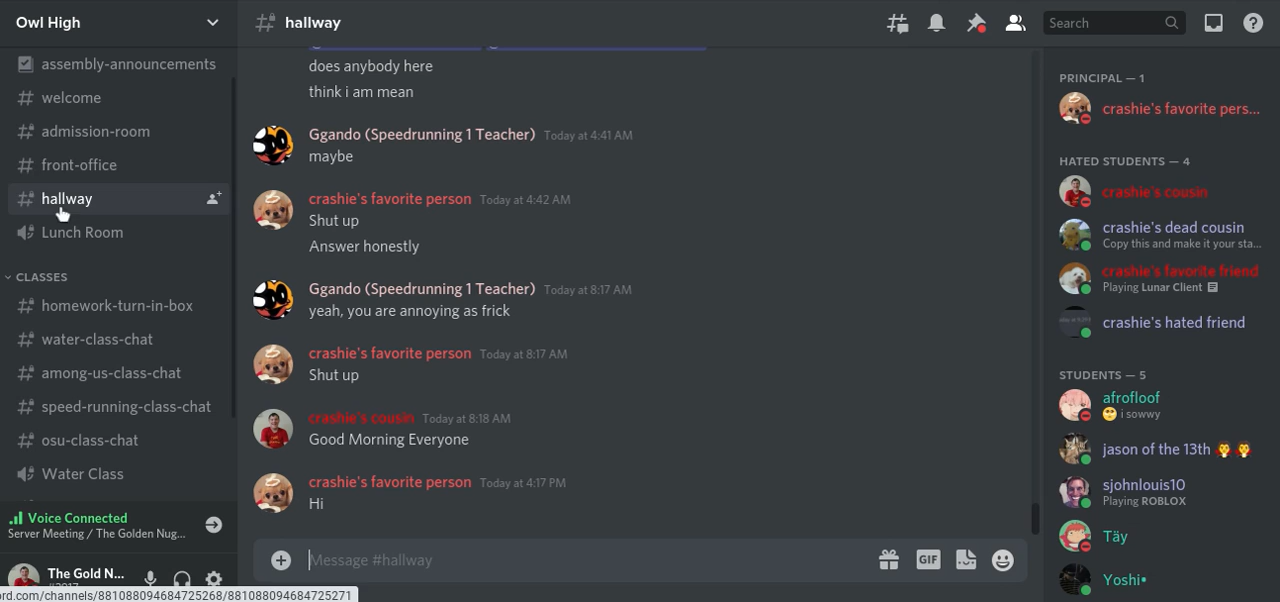 Owl High
hallway
Search
assembly-announcements
welcome
admission-room
front-office
hallway
Lunch Room
CLASSES
homework-turn-in-box
water-class-chat
among-us-class-chat
speed-running-class-chat
osu-class-chat
Water Class
Voice Connected
Server Meeting / The Golden Nug...
The Gold N...
ord.com/channels/881088094684725268/881088094684725271
does anybody here
think i am mean
Ggando (Speedrunning 1 Teacher) Today at 4:41 AM
maybe
crashie's favorite person Today at 4:42 AM
Shut up
Answer honestly
Ggando (Speedrunning 1 Teacher) Today at 8:17 AM
yeah, you are annoying as frick
crashie's favorite person Today at 8:17 AM
Shut up
crashie's cousin Today at 8:18 AM
Good Morning Everyone
crashie's favorite person Today at 4:17 PM
Hi
Message #hallway
GIF
PRINCIPAL — 1
crashie's favorite pers...
HATED STUDENTS — 4
crashie's cousin
crashie's dead cousin
Copy this and make it your sta...
crashie's favorite friend
Playing Lunar Client
crashie's hated friend
STUDENTS — 5
afrofloof
i sowwy
jason of the 13th
sjohnlouis10
Playing ROBLOX
Täy
Yoshi•